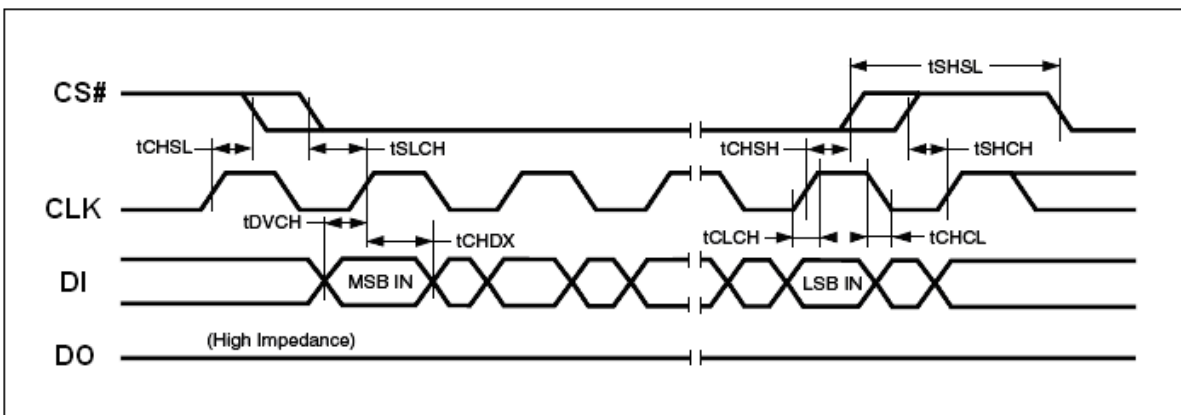 tSHSL
CS#
tCHSL
tSLCH
tCHSH
tSHCH
CLK
tDVCH
tCHDX
tCLCH
tCHCL
DI
MSB IN
LSB IN
(High Impedance)
DO